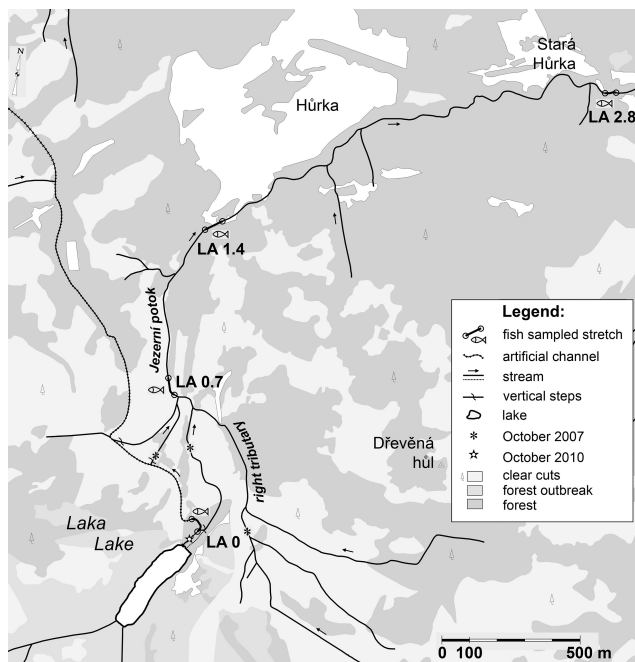 N
Stará
Hůrka
Hůrka
LA 2.8
LA 1.4
Jezerní potok
LA 0.7
right tributary
Dřevěná
hůl
Laka
Lake
LA 0
Legend:
fish sampled stretch
artificial channel
stream
vertical steps
lake
October 2007
October 2010
clear cuts
forest outbreak
forest
0 100 500 m